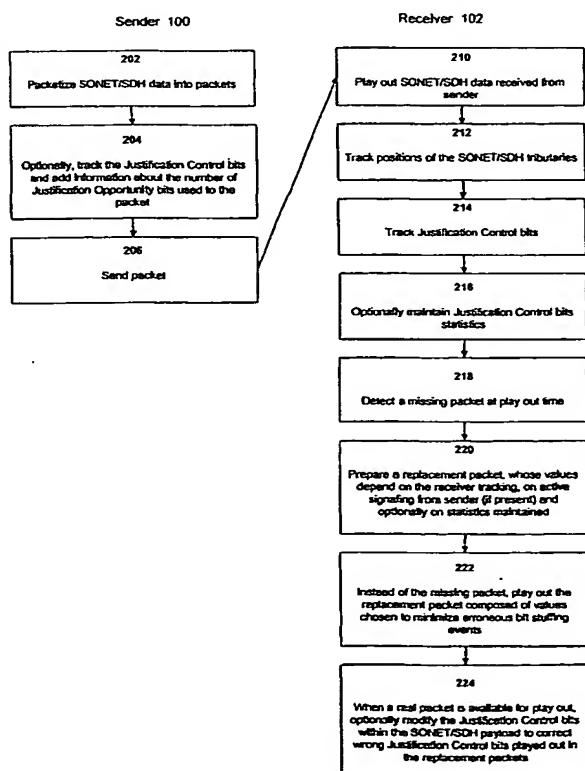 Sender 100
202
Packetize SONET/SDH data into packets
204
Optionally, track the Justification Control bits
and add information about the number of
Justification Opportunity bits used to the
packet
206
Send packet
Receiver 102
210
Play out SONET/SDH data received from
sender
212
Track positions of the SONET/SDH tributaries
214
Track Justification Control bits
216
Optionally maintain Justification Control bits
statistics
218
Detect a missing packet at play out time
220
Prepare a replacement packet, whose values
depend on the receiver tracking, on active
signaling from sender (if present) and
optionally on statistics maintained
222
Instead of the missing packet, play out the
replacement packet composed of values
chosen to minimize erroneous bit stuffing
events
224
When a real packet is available for play out,
optionally modify the Justification Control bits
within the SONET/SDH payload to correct
wrong Justification Control bits played out in
the replacement packets